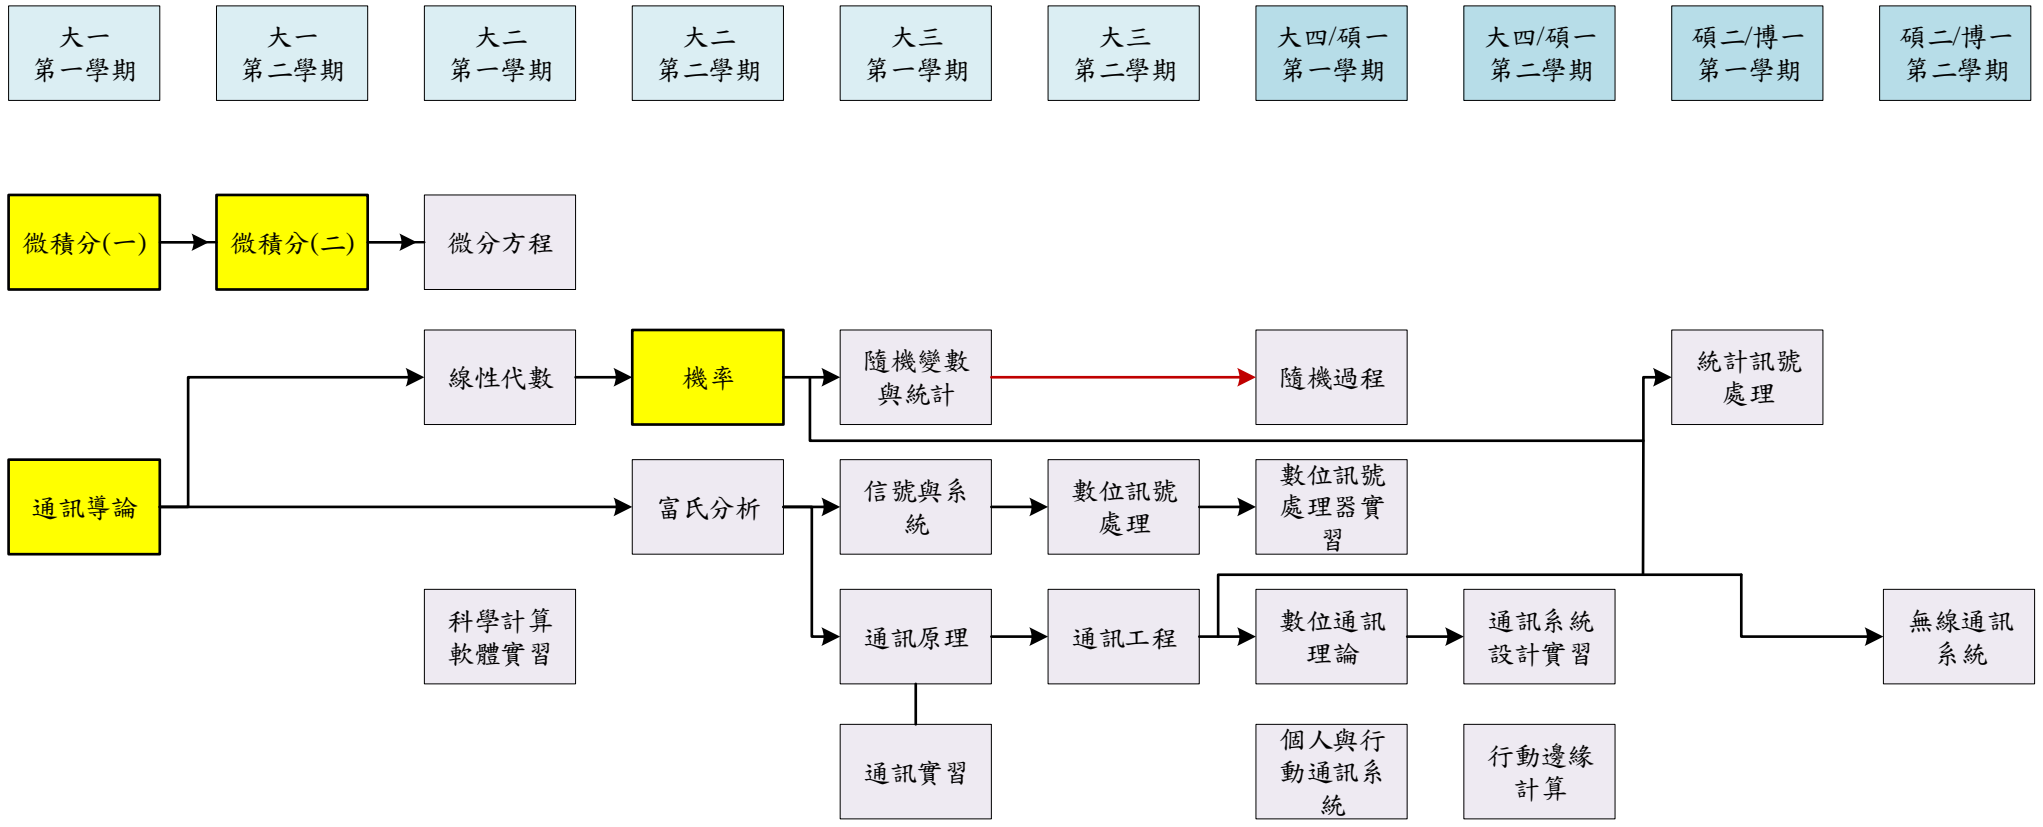 大一
第一學期
大一
第二學期
大二
第一學期
大二
第二學期
大三
第一學期
大三
第二學期
大四/碩一
第一學期
大四/碩一
第二學期
碩二/博一
第一學期
碩二/博一
第二學期
微積分(一)
微積分(二)
微分方程
線性代數
機率
隨機變數
與統計
隨機過程
統計訊號
處理
通訊導論
富氏分析
信號與系
統
數位訊號
處理
數位訊號
處理器實
習
科學計算
軟體實習
通訊原理
通訊工程
數位通訊
理論
通訊系統
設計實習
無線通訊
系統
通訊實習
個人與行
動通訊系
統
行動邊緣
計算